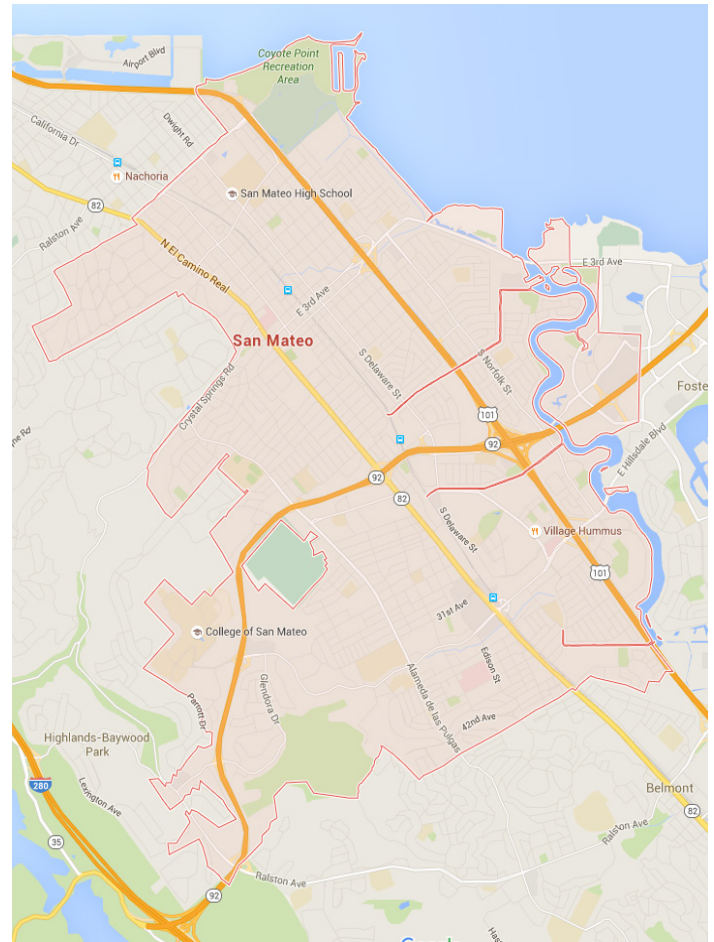 Airport Blvd
Coyote Point
Recreation
Area
Dwight Rd
California Dr
Nachoria
San Mateo High School
82
Ralston Ave
N El Camino Real
E 3rd Ave
E 3rd Ave
San Mateo
S Delaware St
S Norfolk St
Crystal Springs Rd
101
Foste
92
E Hillsdale Blvd
ne Rd
92
82
S Delaware St
Village Hummus
101
31st Ave
College of San Mateo
Edison St
Glendora Dr
Alameda de las Pulgas
Parrott Dr
42nd Ave
Highlands-Baywood
Park
280
Lexington Ave
Belmont
82
35
Ralston Ave
Ralston Ave
92